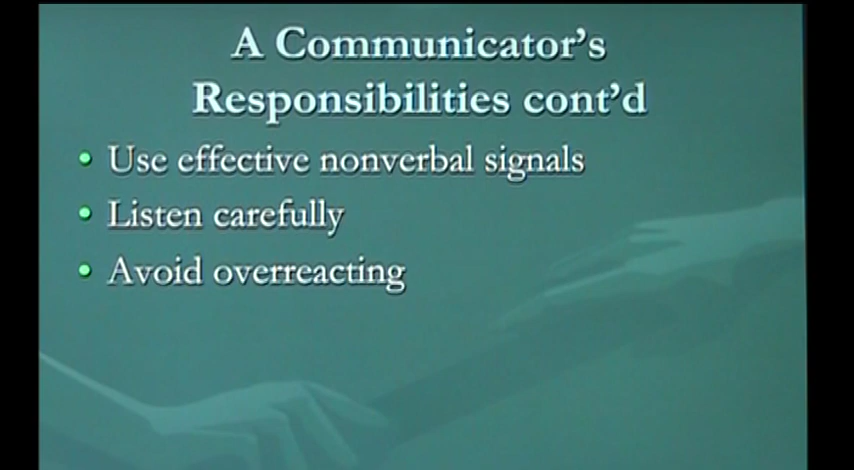 A Communicator's
Responsibilities cont'd
• Use effective nonverbal signals
• Listen carefully
• Avoid overreacting